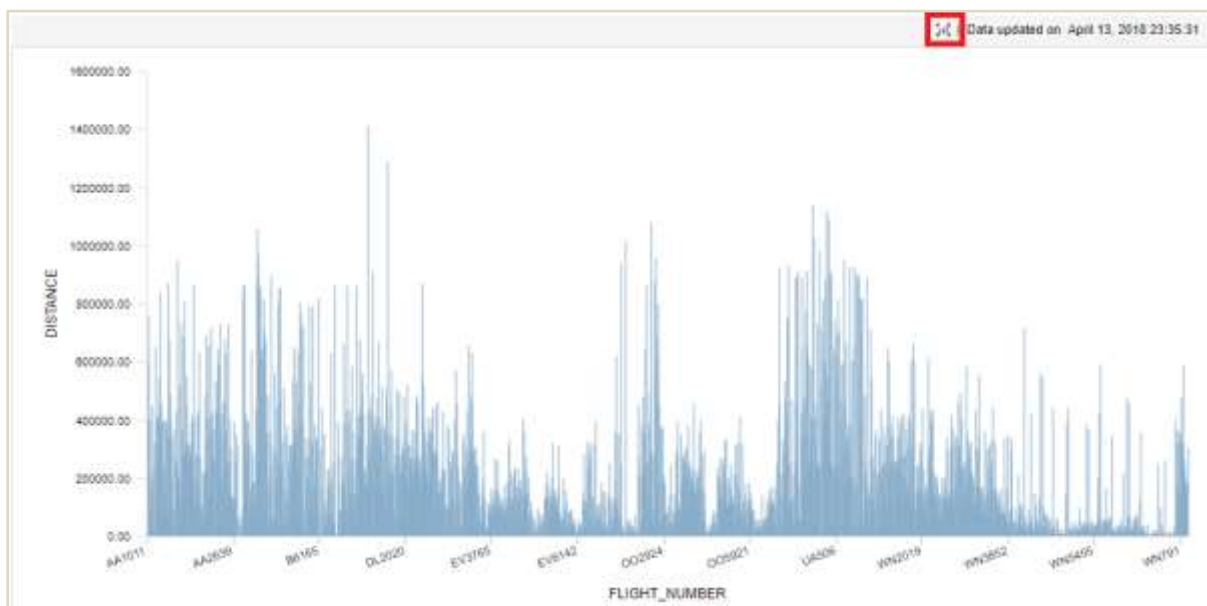 Data updated on April 13, 2018 23:35:31
1600000.00
1400000.00
1200000.00
1000000.00
800000.00
600000.00
400000.00
200000.00
0.00
DISTANCE
AA1011
AA2639
B6165
DL2020
EV3765
EV6142
OO2924
OO5921
UA506
WN2019
WN3652
WN5455
WN791
FLIGHT_NUMBER